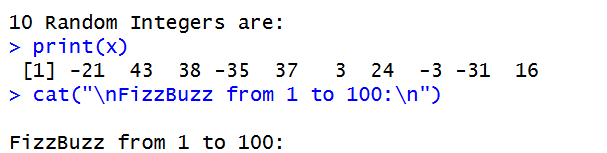 10 Random Integers are:
> print(x)
 [1] -21  43  38 -35  37   3  24  -3 -31  16
> cat("\nFizzBuzz from 1 to 100:\n")

FizzBuzz from 1 to 100: